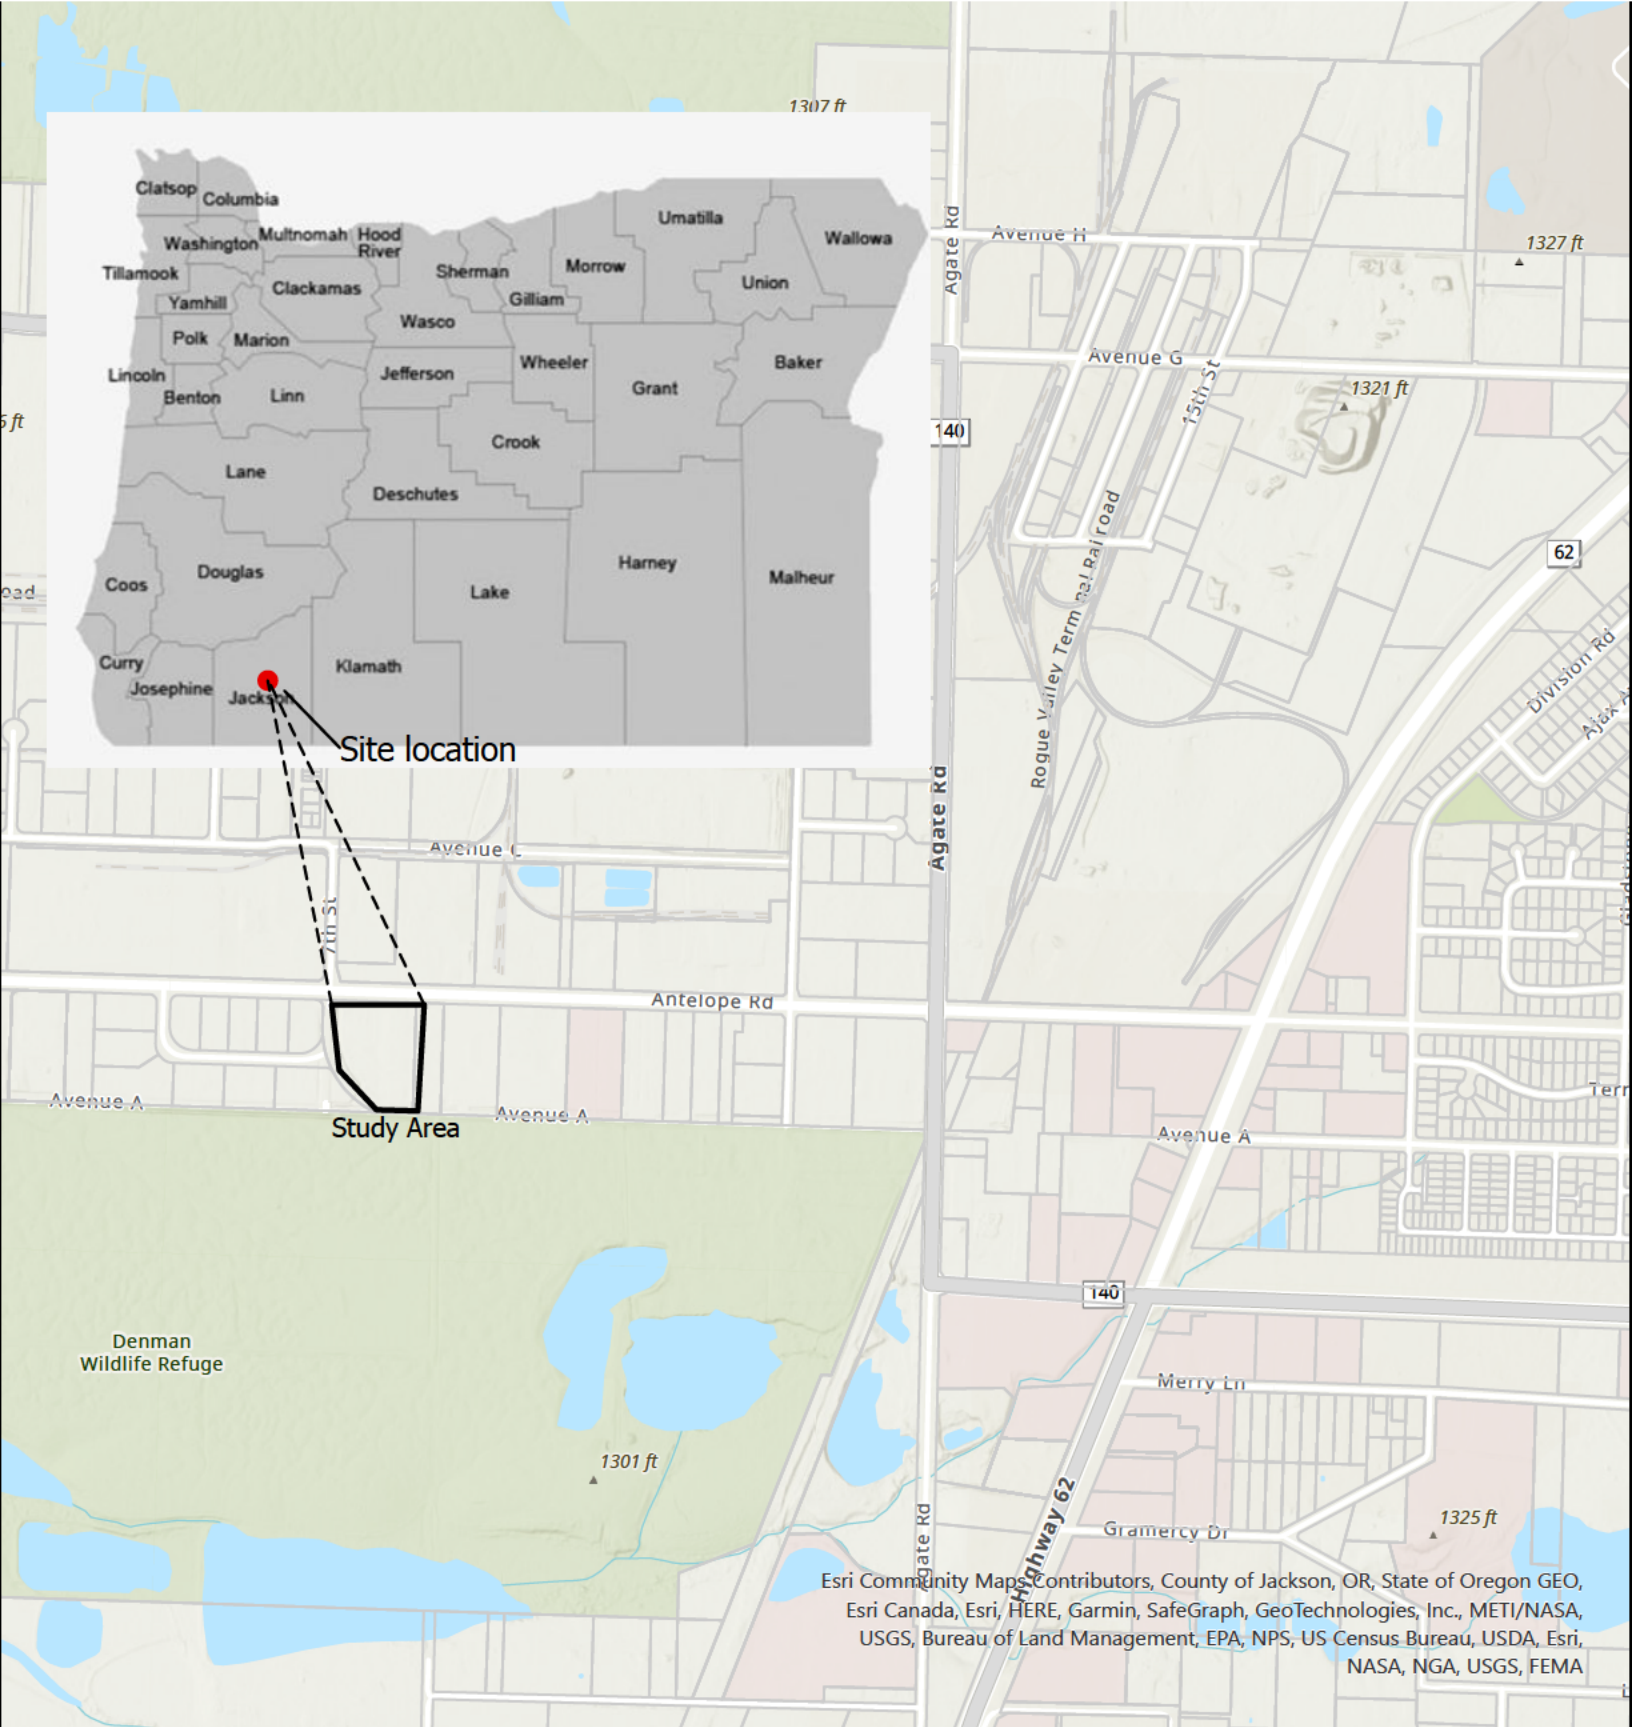 1307 ft
Clatsop
Columbia
Washington
Multnomah
Hood
River
Tillamook
Yamhill
Clackamas
Sherman
Gilliam
Morrow
Umatilla
Union
Wallowa
Wasco
Polk
Marion
Lincoln
Benton
Linn
Jefferson
Wheeler
Grant
Baker
Crook
Lane
Deschutes
Coos
Douglas
Lake
Harney
Malheur
Curry
Josephine
Jackson
Klamath
Site location
Agate Rd
Avenue H
1327 ft
Avenue G
1321 ft
15th St
140
62
Rogue Valley Terminal Railroad
Division Rd
Agate Rd
Avenue C
7th St
Antelope Rd
Avenue A
Avenue A
Study Area
Avenue A
140
Denman
Wildlife Refuge
Merry Ln
1301 ft
Highway 62
Agate Rd
Gramercy Dr
1325 ft
Esri Community Maps Contributors, County of Jackson, OR, State of Oregon GEO,
Esri Canada, Esri, HERE, Garmin, SafeGraph, GeoTechnologies, Inc., METI/NASA,
USGS, Bureau of Land Management, EPA, NPS, US Census Bureau, USDA, Esri,
NASA, NGA, USGS, FEMA